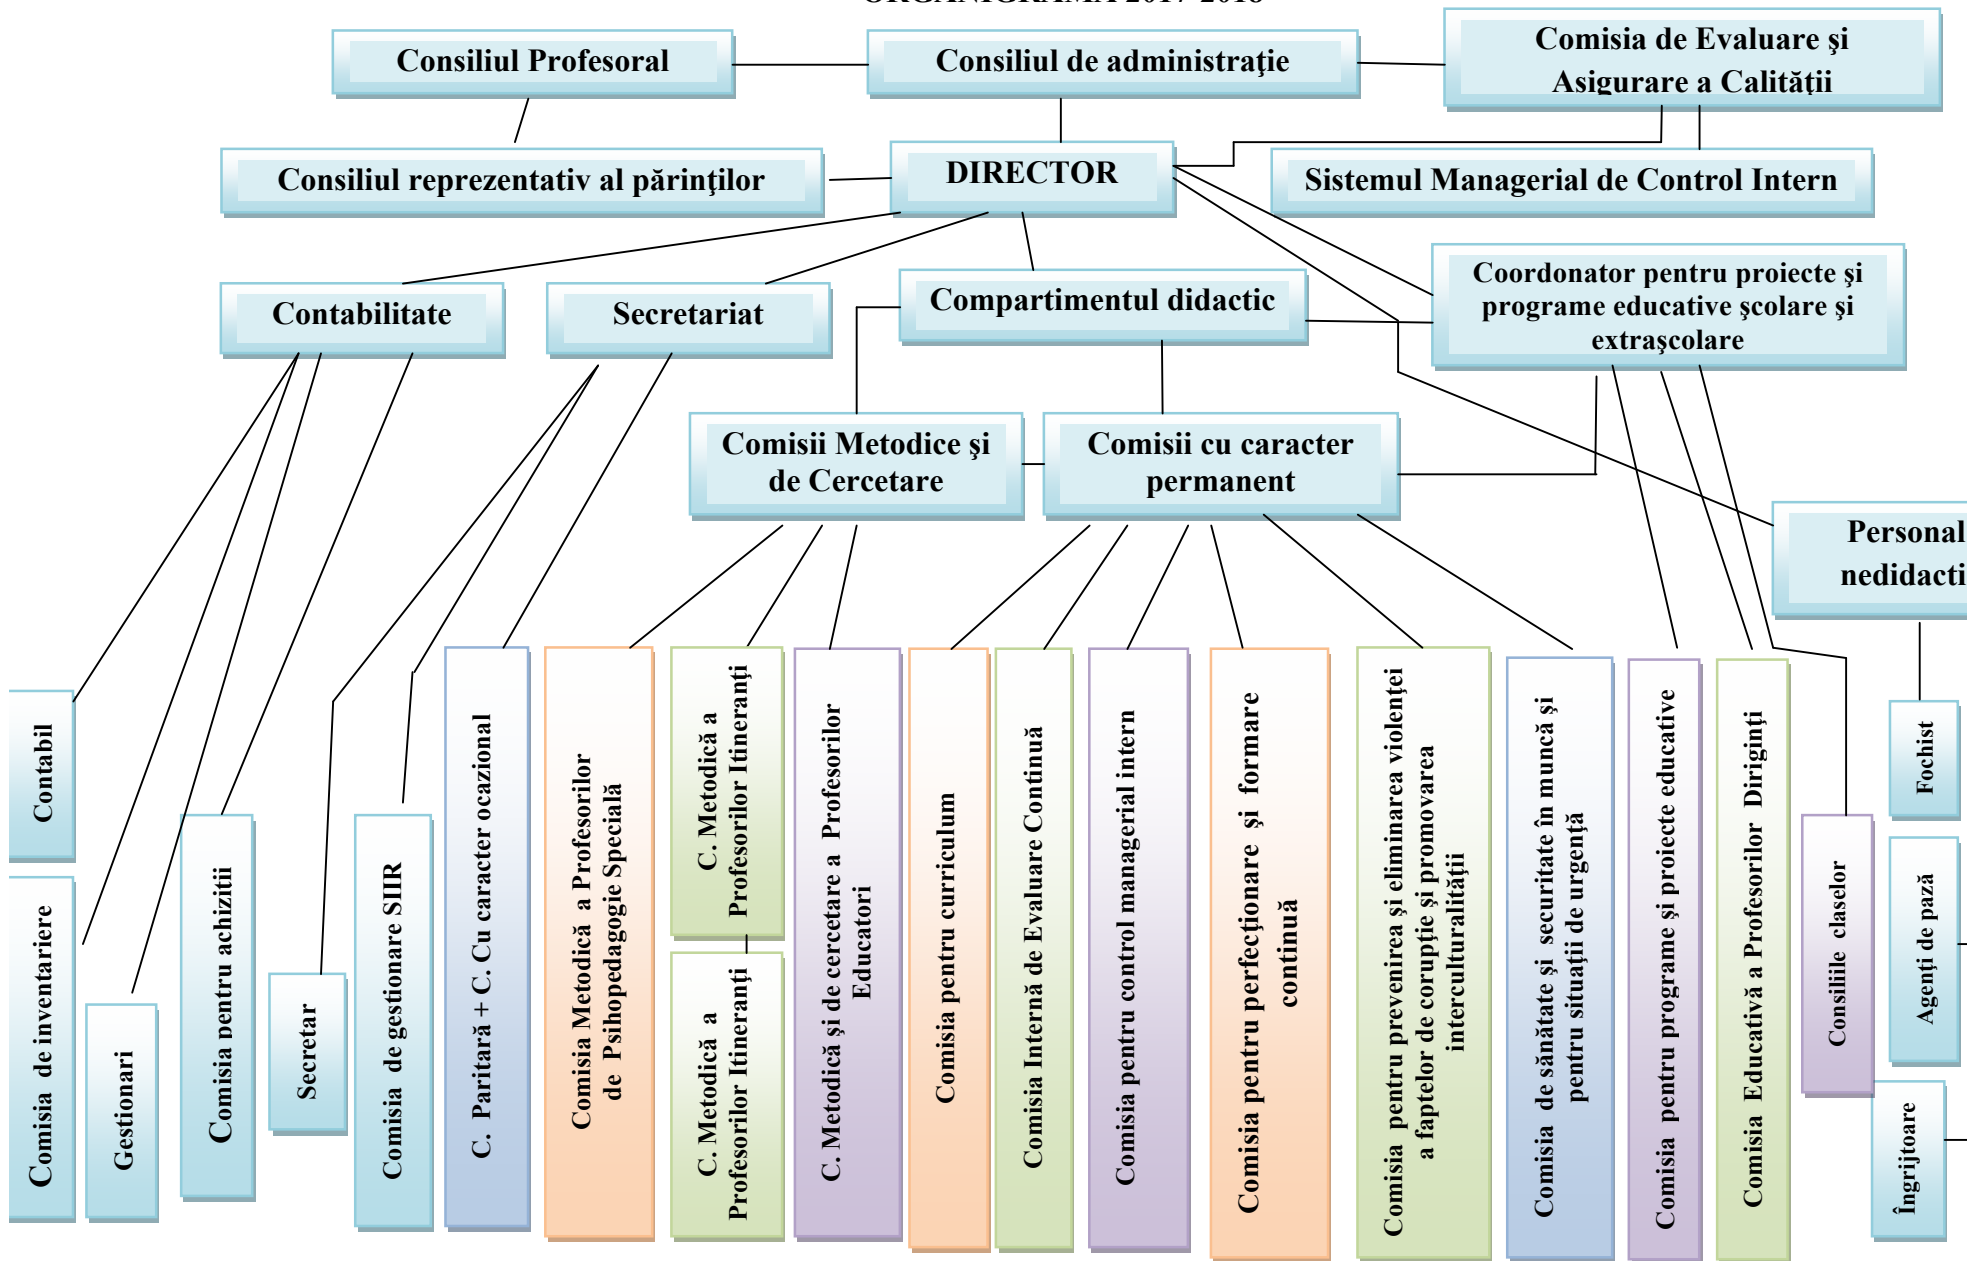 ORGANIGRAMA 2017-2018
Consiliul Profesoral
Consiliul de administraţie
Comisia de Evaluare şi
Asigurare a Calităţii
Consiliul reprezentativ al părinţilor
DIRECTOR
Sistemul Managerial de Control Intern
Contabilitate
Secretariat
Compartimentul didactic
Coordonator pentru proiecte şi
programe educative şcolare şi
extraşcolare
Comisii Metodice şi
de Cercetare
Comisii cu caracter
permanent
Personal
nedidacti
Contabil
Comisia de inventariere
Gestionari
Comisia pentru achizitii
Secretar
Comisia de gestionare SIIR
C. Paritară + C. Cu caracter ocazional
Comisia Metodică a Profesorilor
de Psihopedagogie Specială
C. Metodică a
Profesorilor Itineranţi
C. Metodică a
Profesorilor Itineranţi
C. Metodică şi de cercetare a Profesorilor
Educatori
Comisia pentru curriculum
Comisia Internă de Evaluare Continuă
Comisia pentru control managerial intern
Comisia pentru perfecţionare şi formare
continuă
Comisia pentru prevenirea şi eliminarea violenţei
a faptelor de corupţie şi promovarea
interculturalităţii
Comisia de sănătate şi securitate în muncă şi
pentru situaţii de urgenţă
Comisia pentru programe şi proiecte educative
Comisia Educativă a Profesorilor Diriginţi
Consiliile claselor
Fochist
Agenţi de pază
Îngrijtoare